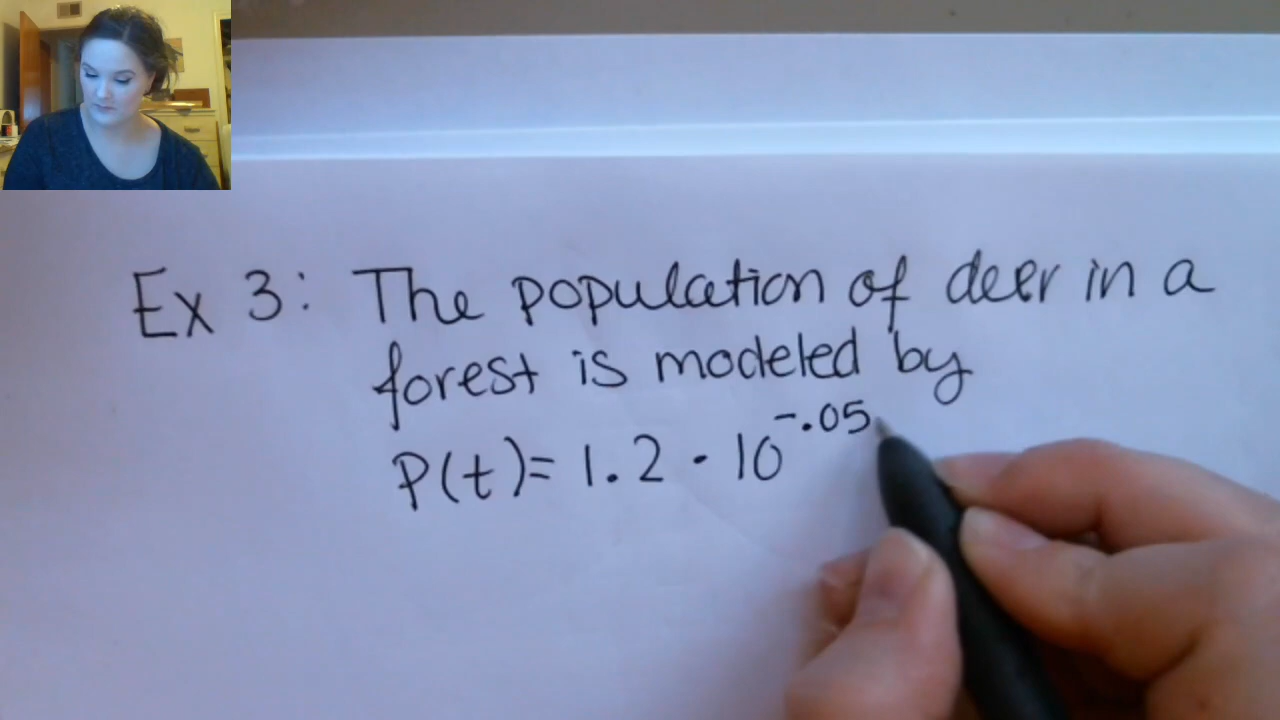 Ex 3: The population of deer in a
forest is modeled by
P(t)= 1.2 · 10^-.05